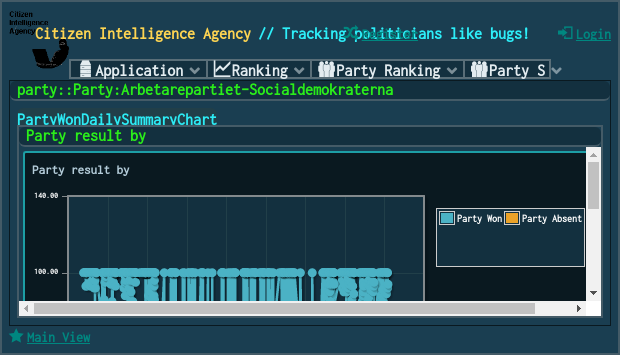 Citizen
Intelligence
Agency
Citizen Intelligence Agency // Tracking politicians like bugs!
Login
Application
Ranking
Party Ranking
Party S
party::Party:Arbetarepartiet-Socialdemokraterna
PartyWonDailySummaryChart
Party result by
Party result by
140.00
100.00
Party Won
Party Absent
Main View